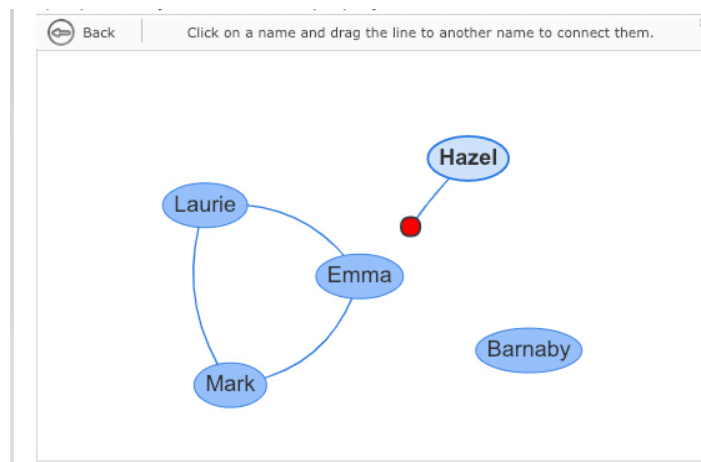 Back
Click on a name and drag the line to another name to connect them.
Hazel
Laurie
Emma
Barnaby
Mark